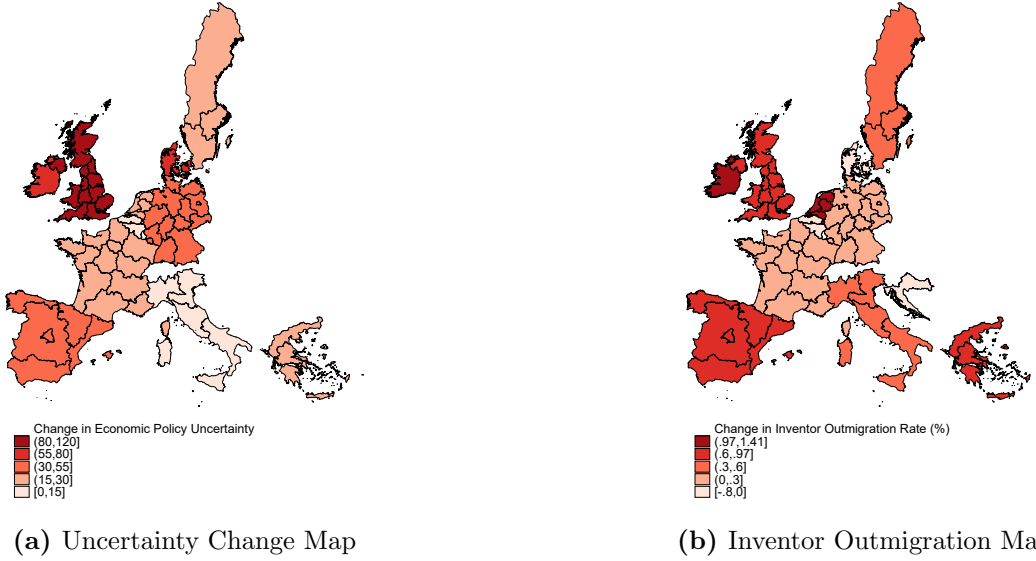 Change in Economic Policy Uncertainty
(80,120]
(55,80]
(30,55]
(15,30]
[0,15]
(a) Uncertainty Change Map
Change in Inventor Outmigration Rate (%)
(.97,1.41]
(.6,.97]
(.3,.6]
(0,.3]
[-.8,0]
(b) Inventor Outmigration Ma